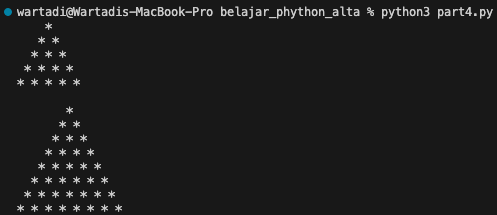 wartadi@Wartadis-MacBook-Pro belajar_phython_alta % python3 part4.py
    *
   * *
  * * *
 * * * *
* * * * *

       *
      * *
     * * *
    * * * *
   * * * * *
  * * * * * *
 * * * * * * *
* * * * * * * *